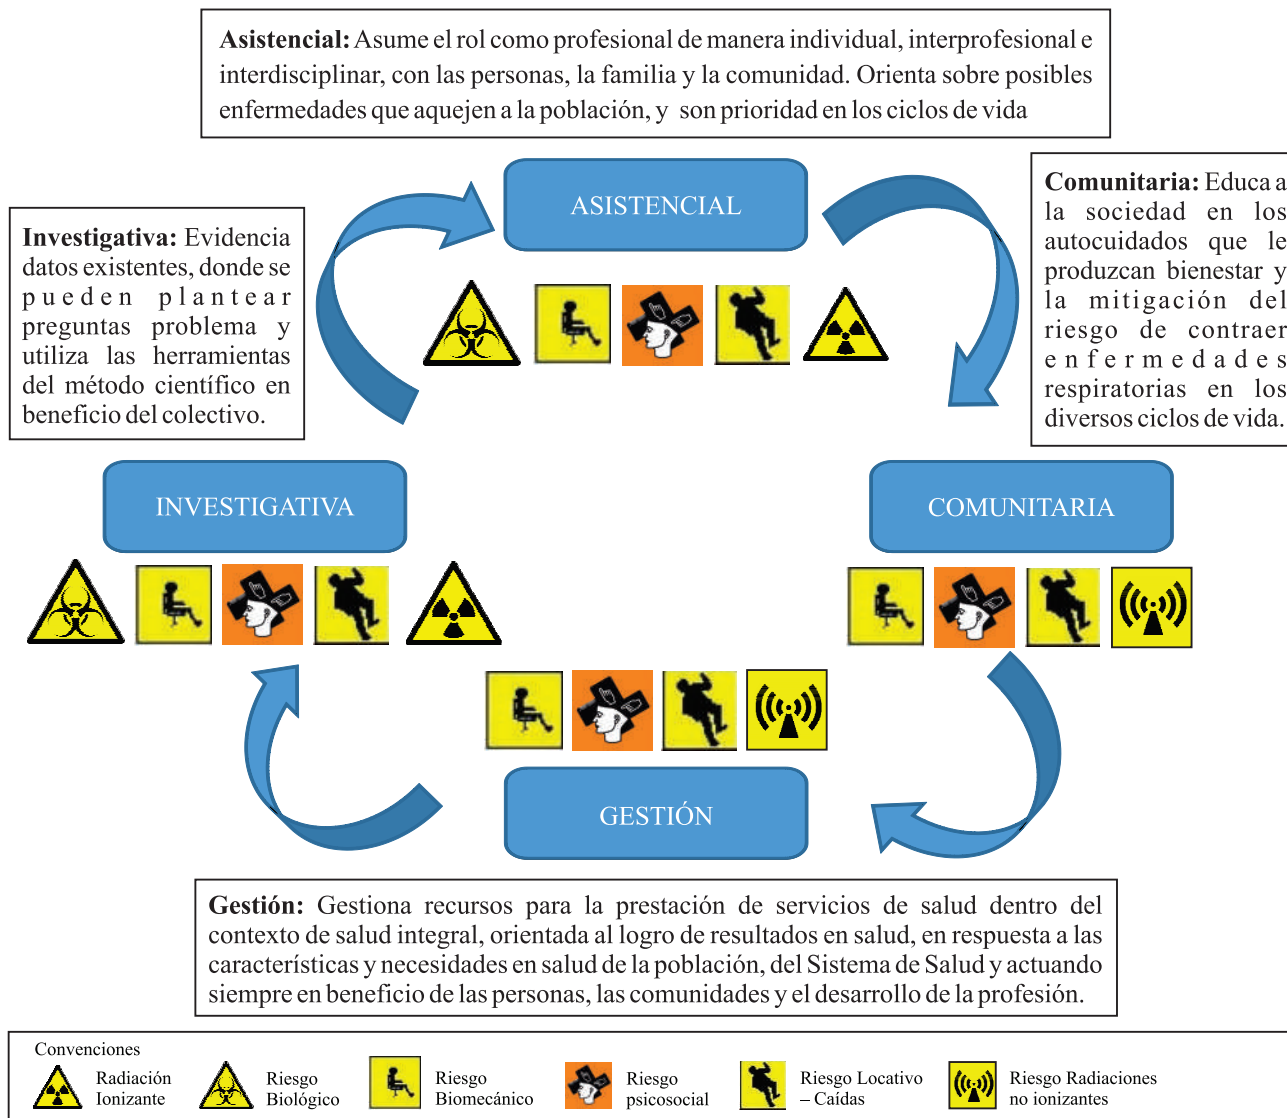 Asistencial: Asume el rol como profesional de manera individual, interprofesional e
interdisciplinar, con las personas, la familia y la comunidad. Orienta sobre posibles
enfermedades que aquejen a la población, y son prioridad en los ciclos de vida
ASISTENCIAL
Comunitaria: Educa a
la sociedad en los
autocuidados que le
produzcan bienestar y
la mitigación del
riesgo de contraer
enfermedades
respiratorias en los
diversos ciclos de vida.
Investigativa: Evidencia
datos existentes, donde se
pueden plantear
preguntas problema y
utiliza las herramientas
del método científico en
beneficio del colectivo.
INVESTIGATIVA
COMUNITARIA
GESTIÓN
Gestión: Gestiona recursos para la prestación de servicios de salud dentro del
contexto de salud integral, orientada al logro de resultados en salud, en respuesta a las
características y necesidades en salud de la población, del Sistema de Salud y actuando
siempre en beneficio de las personas, las comunidades y el desarrollo de la profesión.
Convenciones
Radiación
Ionizante
Riesgo
Biológico
Riesgo
Biomecánico
Riesgo
psicosocial
Riesgo Locativo
– Caídas
Riesgo Radiaciones
no ionizantes